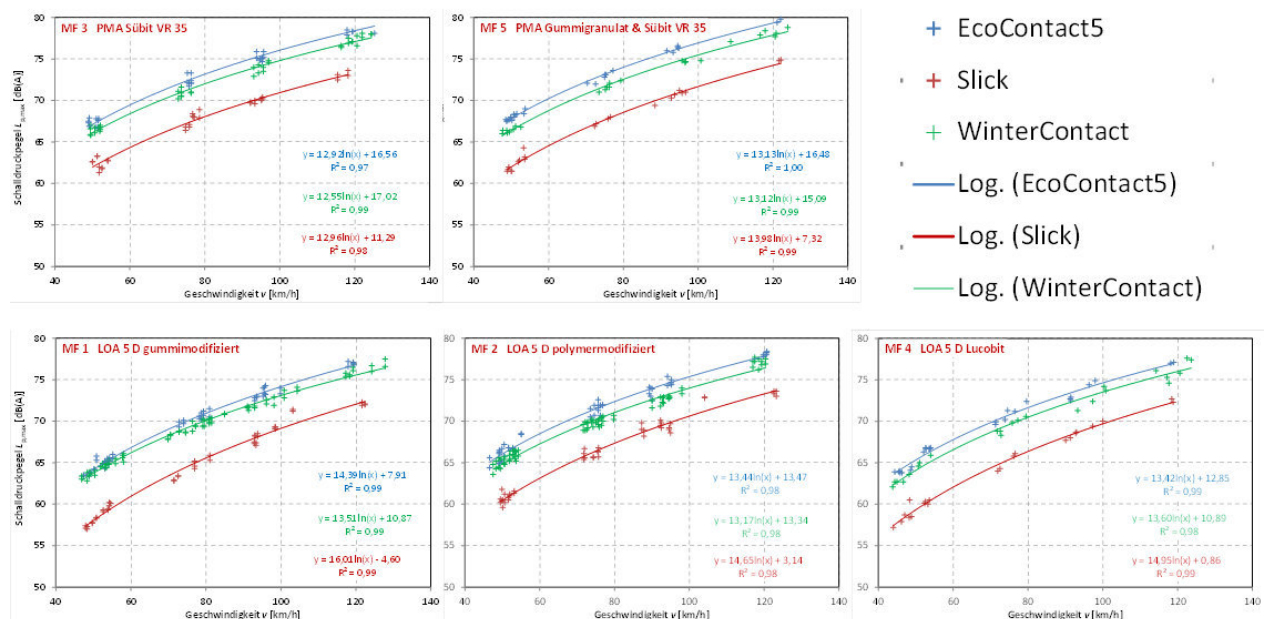 MF 3 PMA Sübit VR 35
Schalldruckpegel L_p,max [dB(A)]
80
75
70
65
60
55
50
y = 12,92ln(x) + 16,56
R² = 0,97
y = 12,55ln(x) + 17,02
R² = 0,99
y = 12,96ln(x) + 11,29
R² = 0,98
40 60 80 100 120 140
Geschwindigkeit v [km/h]
MF 5 PMA Gummigranulat & Sübit VR 35
80
75
70
65
60
55
50
y = 13,13ln(x) + 16,48
R² = 1,00
y = 13,12ln(x) + 15,09
R² = 0,99
y = 13,98ln(x) + 7,32
R² = 0,99
40 60 80 100 120 140
Geschwindigkeit v [km/h]
EcoContact5
Slick
WinterContact
Log. (EcoContact5)
Log. (Slick)
Log. (WinterContact)
MF 1 LOA 5 D gummimodifiziert
Schalldruckpegel L_p,max [dB(A)]
80
75
70
65
60
55
50
y = 14,39ln(x) + 7,91
R² = 0,99
y = 13,51ln(x) + 10,87
R² = 0,99
y = 16,01ln(x) - 4,60
R² = 0,99
40 60 80 100 120 140
Geschwindigkeit v [km/h]
MF 2 LOA 5 D polymermodifiziert
80
75
70
65
60
55
50
y = 13,44ln(x) + 13,47
R² = 0,98
y = 13,17ln(x) + 13,34
R² = 0,98
y = 14,65ln(x) + 3,14
R² = 0,98
40 60 80 100 120 140
Geschwindigkeit v [km/h]
MF 4 LOA 5 D Lucobit
80
75
70
65
60
55
50
y = 13,42ln(x) + 12,85
R² = 0,99
y = 13,60ln(x) + 10,89
R² = 0,98
y = 14,95ln(x) + 0,86
R² = 0,99
40 60 80 100 120 140
Geschwindigkeit v [km/h]